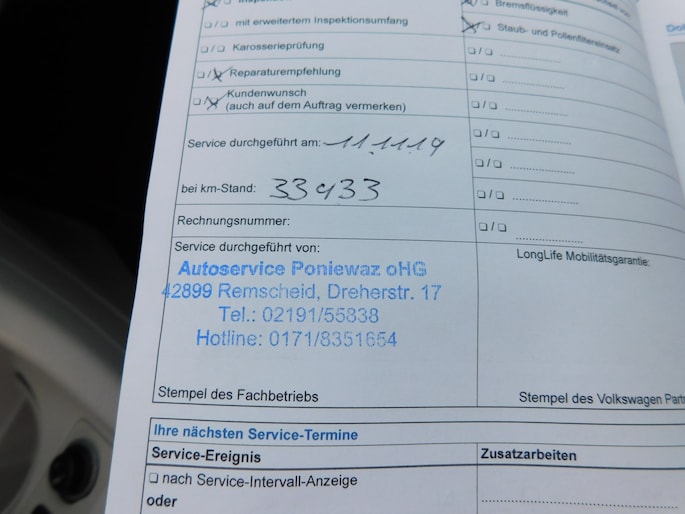 Bremsflüssigkeit
❏/❏ mit erweitertem Inspektionsumfang
Staub- und Pollenfiltereinsatz
❏/❏ Karosserieprüfung
❏/❏ Reparaturempfehlung
❏/❏ Kundenwunsch
(auch auf dem Auftrag vermerken)
Service durchgeführt am: 11.11.19
bei km-Stand: 33933
Rechnungsnummer:
Service durchgeführt von:
LongLife Mobilitätsgarantie:
Autoservice Poniewaz oHG
42899 Remscheid, Dreherstr. 17
Tel.: 02191/55838
Hotline: 0171/8351654
Stempel des Fachbetriebs
Stempel des Volkswagen
Ihre nächsten Service-Termine
Service-Ereignis
Zusatzarbeiten
❏ nach Service-Intervall-Anzeige
oder